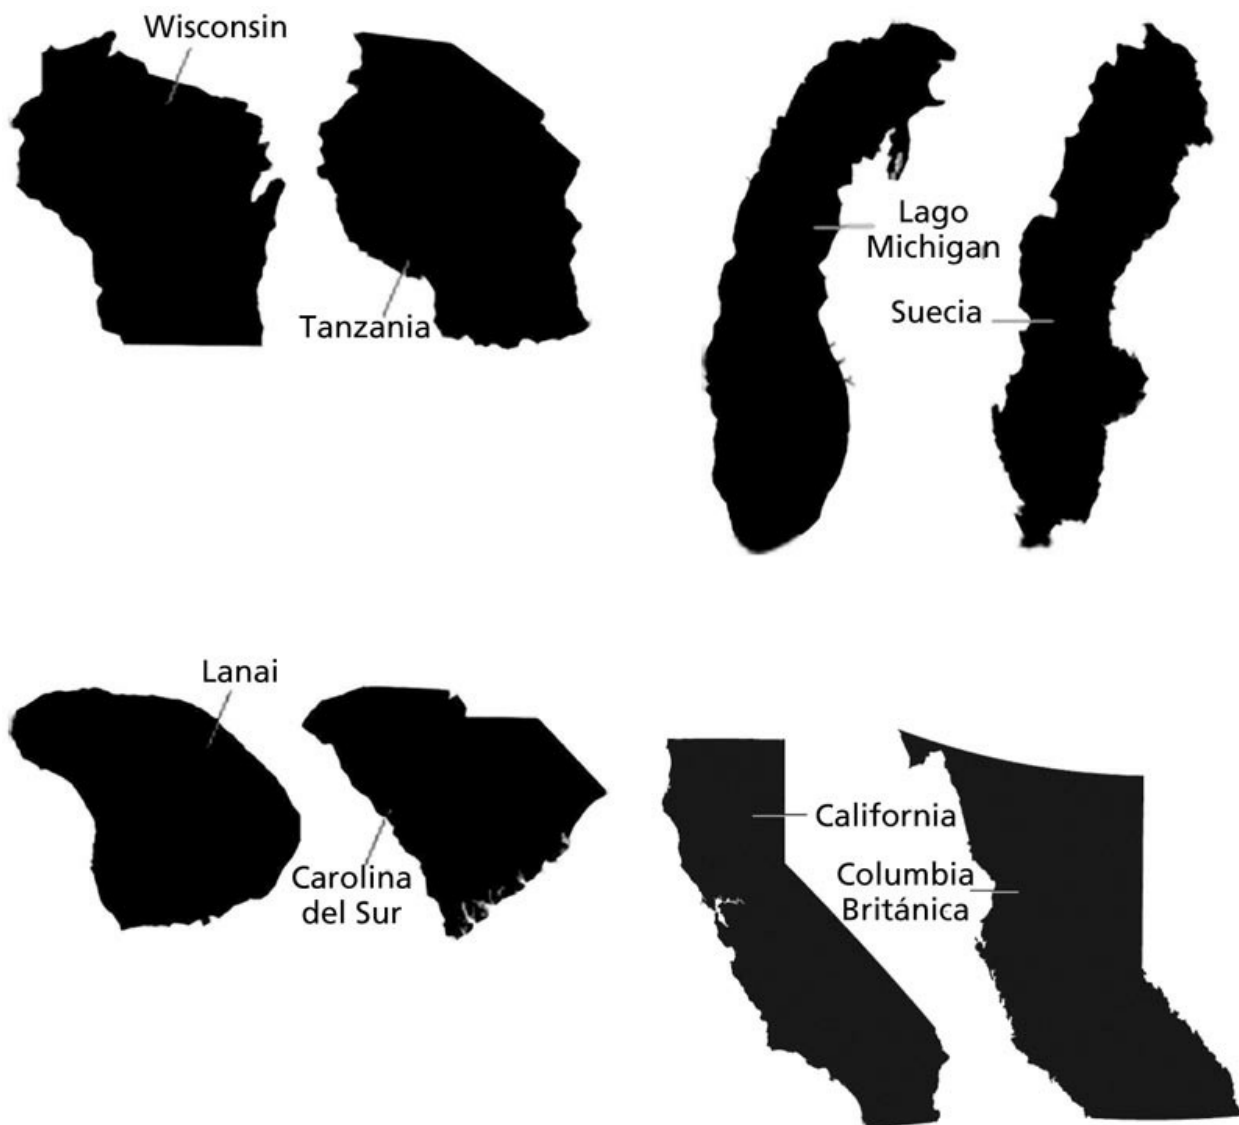 Wisconsin
Tanzania
Lago
Michigan
Suecia
Lanai
Carolina
del Sur
California
Columbia
Británica